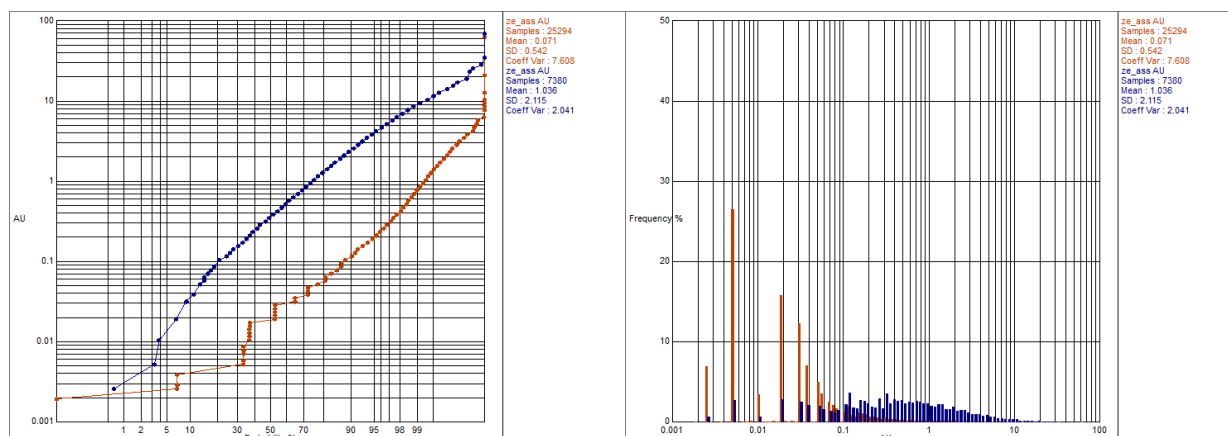 100
10
1
AU
0.1
0.01
0.001
1 2 5 10 30 50 70 90 95 98 99
ze_ass AU
Samples : 25294
Mean : 0.071
SD : 0.542
Coeff Var : 7.608
ze_ass AU
Samples : 7380
Mean : 1.036
SD : 2.115
Coeff Var : 2.041
50
40
30
Frequency %
20
10
0
0.001 0.01 0.1 1 10 100
ze_ass AU
Samples : 25294
Mean : 0.071
SD : 0.542
Coeff Var : 7.608
ze_ass AU
Samples : 7380
Mean : 1.036
SD : 2.115
Coeff Var : 2.041